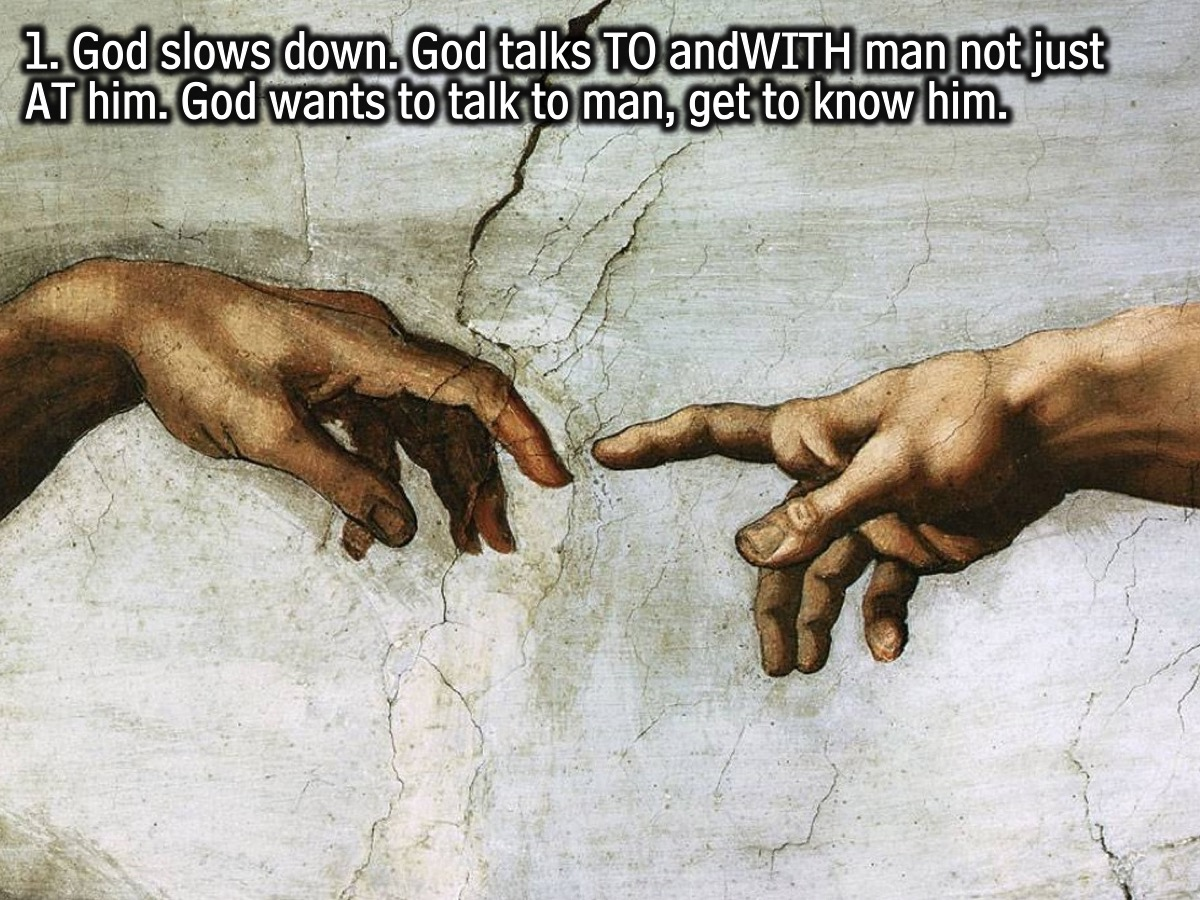 1. God slows down. God talks TO andWITH man not just
AT him. God wants to talk to man, get to know him.